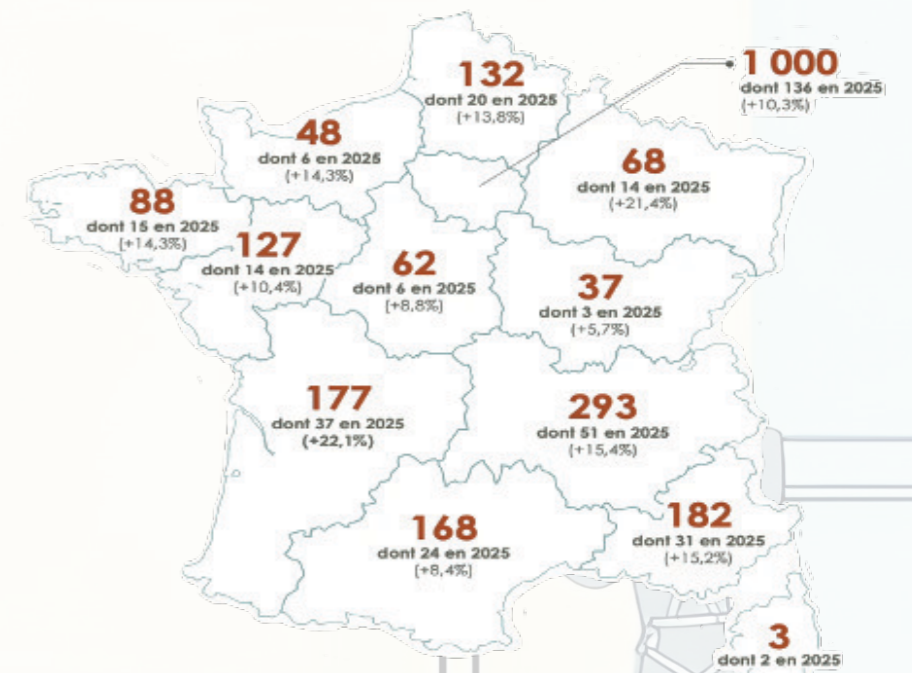 132
dont 20 en 2025
(+13,8%)
1 000
dont 136 en 2025
(+10,3%)
48
dont 6 en 2025
(+14,3%)
68
dont 14 en 2025
(+21,4%)
88
dont 15 en 2025
(+14,3%)
127
dont 14 en 2025
(+10,4%)
62
dont 6 en 2025
(+8,8%)
37
dont 3 en 2025
(+5,7%)
177
dont 37 en 2025
(+22,1%)
293
dont 51 en 2025
(+15,4%)
168
dont 24 en 2025
(+8,4%)
182
dont 31 en 2025
(+15,2%)
3
dont 2 en 2025